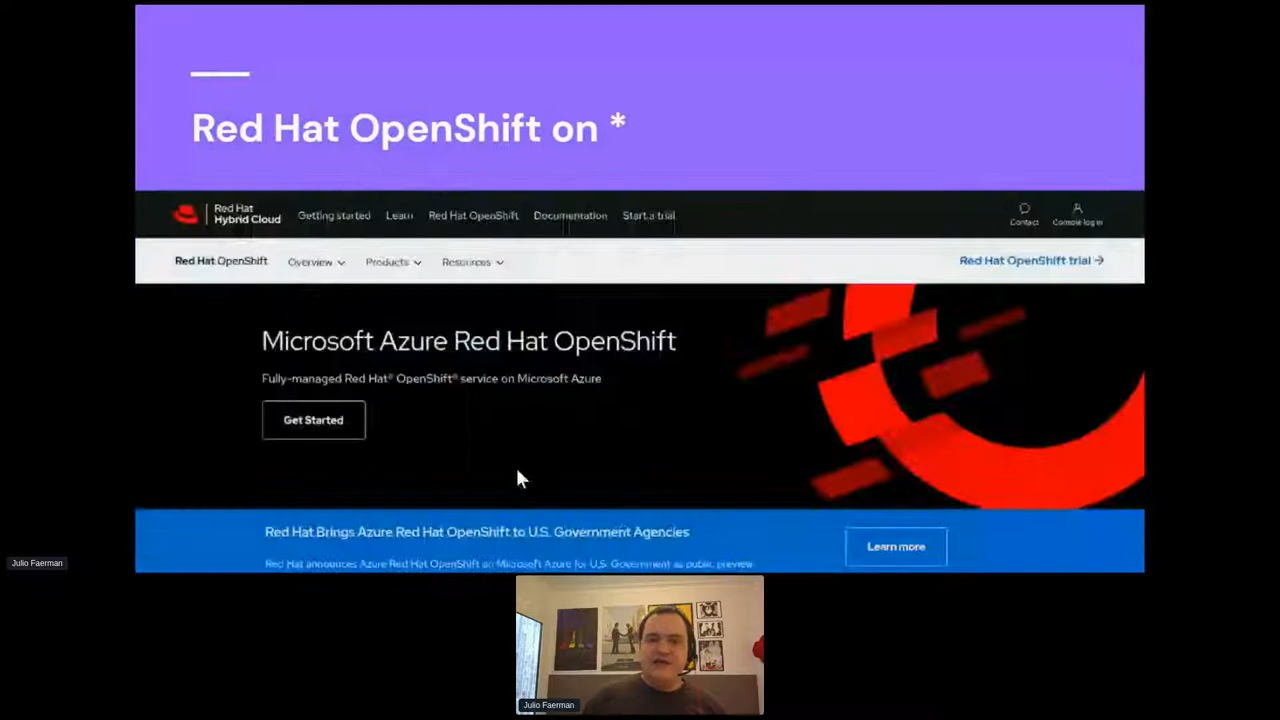 Red Hat OpenShift on *
Red Hat
Hybrid Cloud
Getting started
Learn
Red Hat OpenShift
Documentation
Start a trial
Contact
Console log in
Red Hat OpenShift
Overview
Products
Resources
Red Hat OpenShift trial
Microsoft Azure Red Hat OpenShift
Fully-managed Red Hat® OpenShift® service on Microsoft Azure
Get Started
Red Hat Brings Azure Red Hat OpenShift to U.S. Government Agencies
Red Hat announces Azure Red Hat OpenShift on Microsoft Azure for U.S. Government as public preview
Learn more
Julio Faerman
Julio Faerman